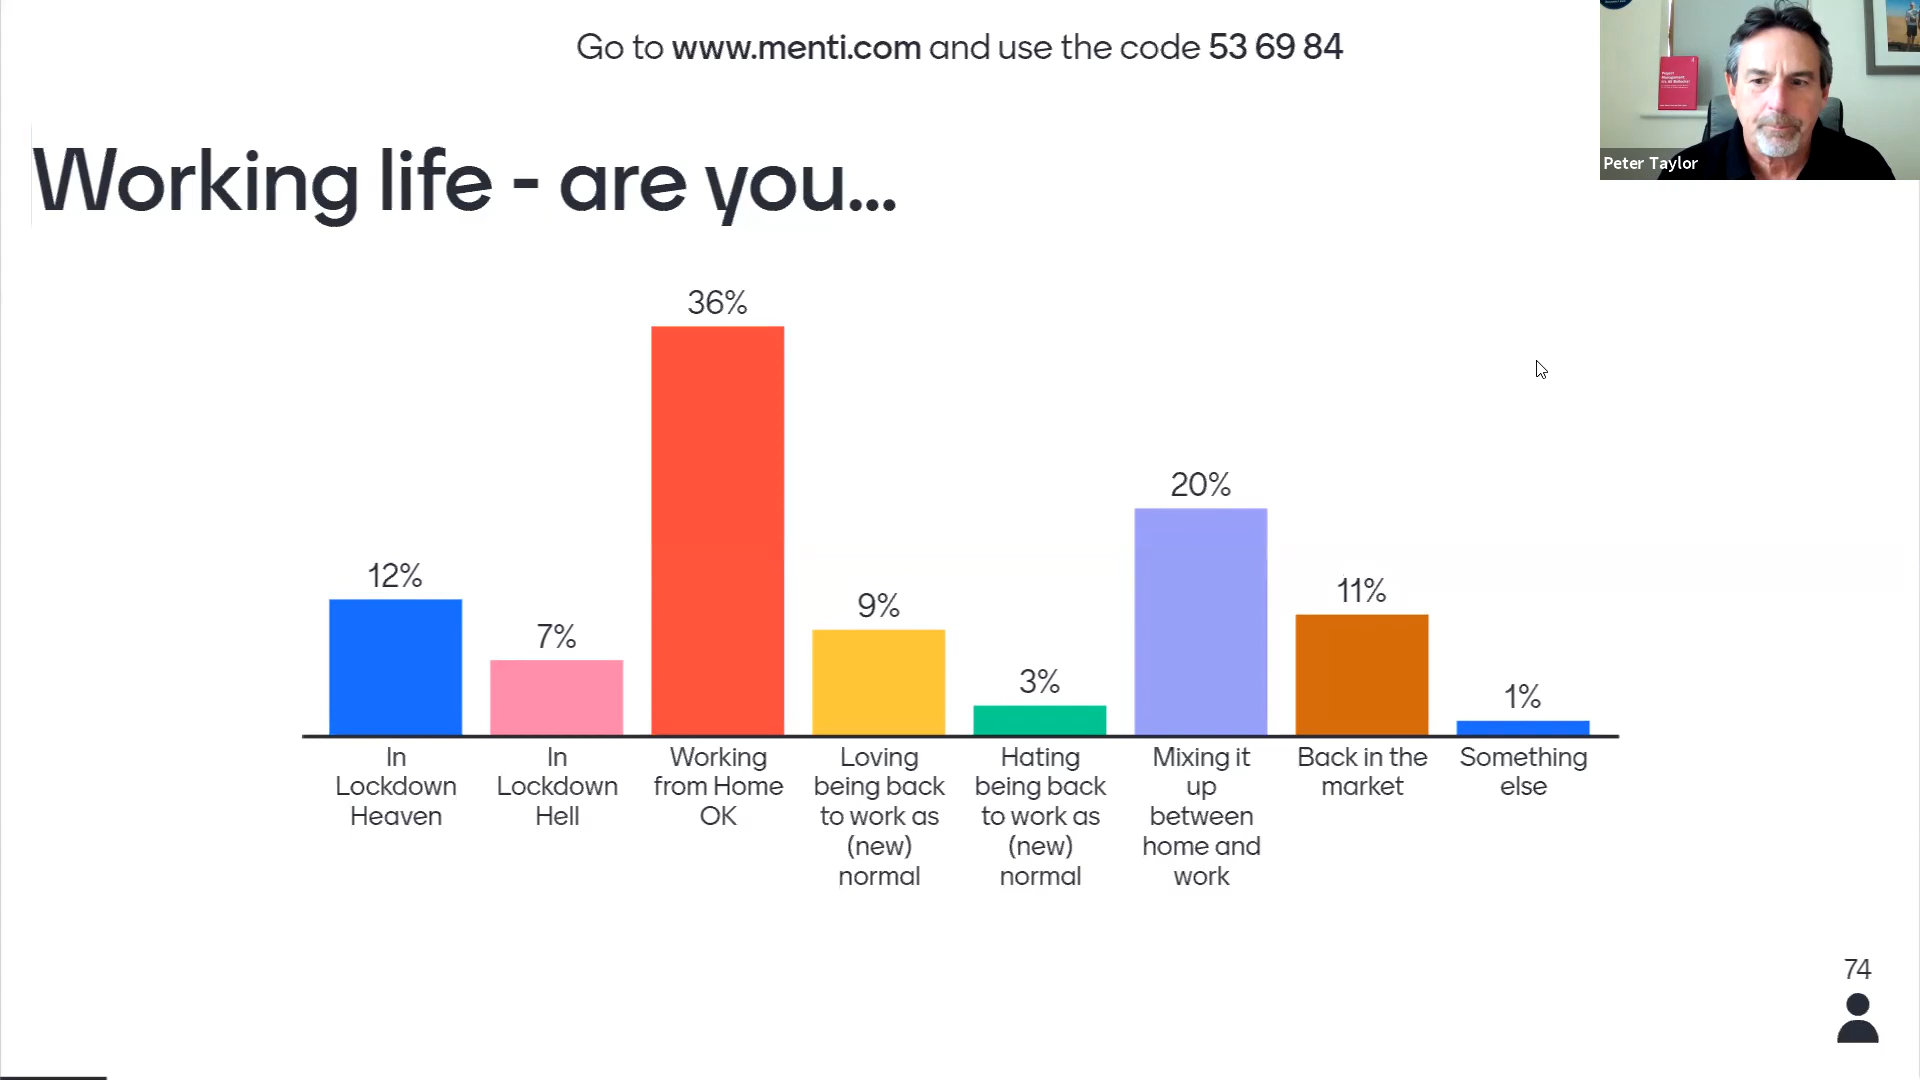 Go to www.menti.com and use the code 53 69 84
Peter Taylor
Working life - are you...
36%
20%
12%
11%
9%
7%
3%
1%
In
Lockdown
Heaven
In
Lockdown
Hell
Working
from Home
OK
Loving
being back
to work as
(new)
normal
Hating
being back
to work as
(new)
normal
Mixing it
up
between
home and
work
Back in the
market
Something
else
74